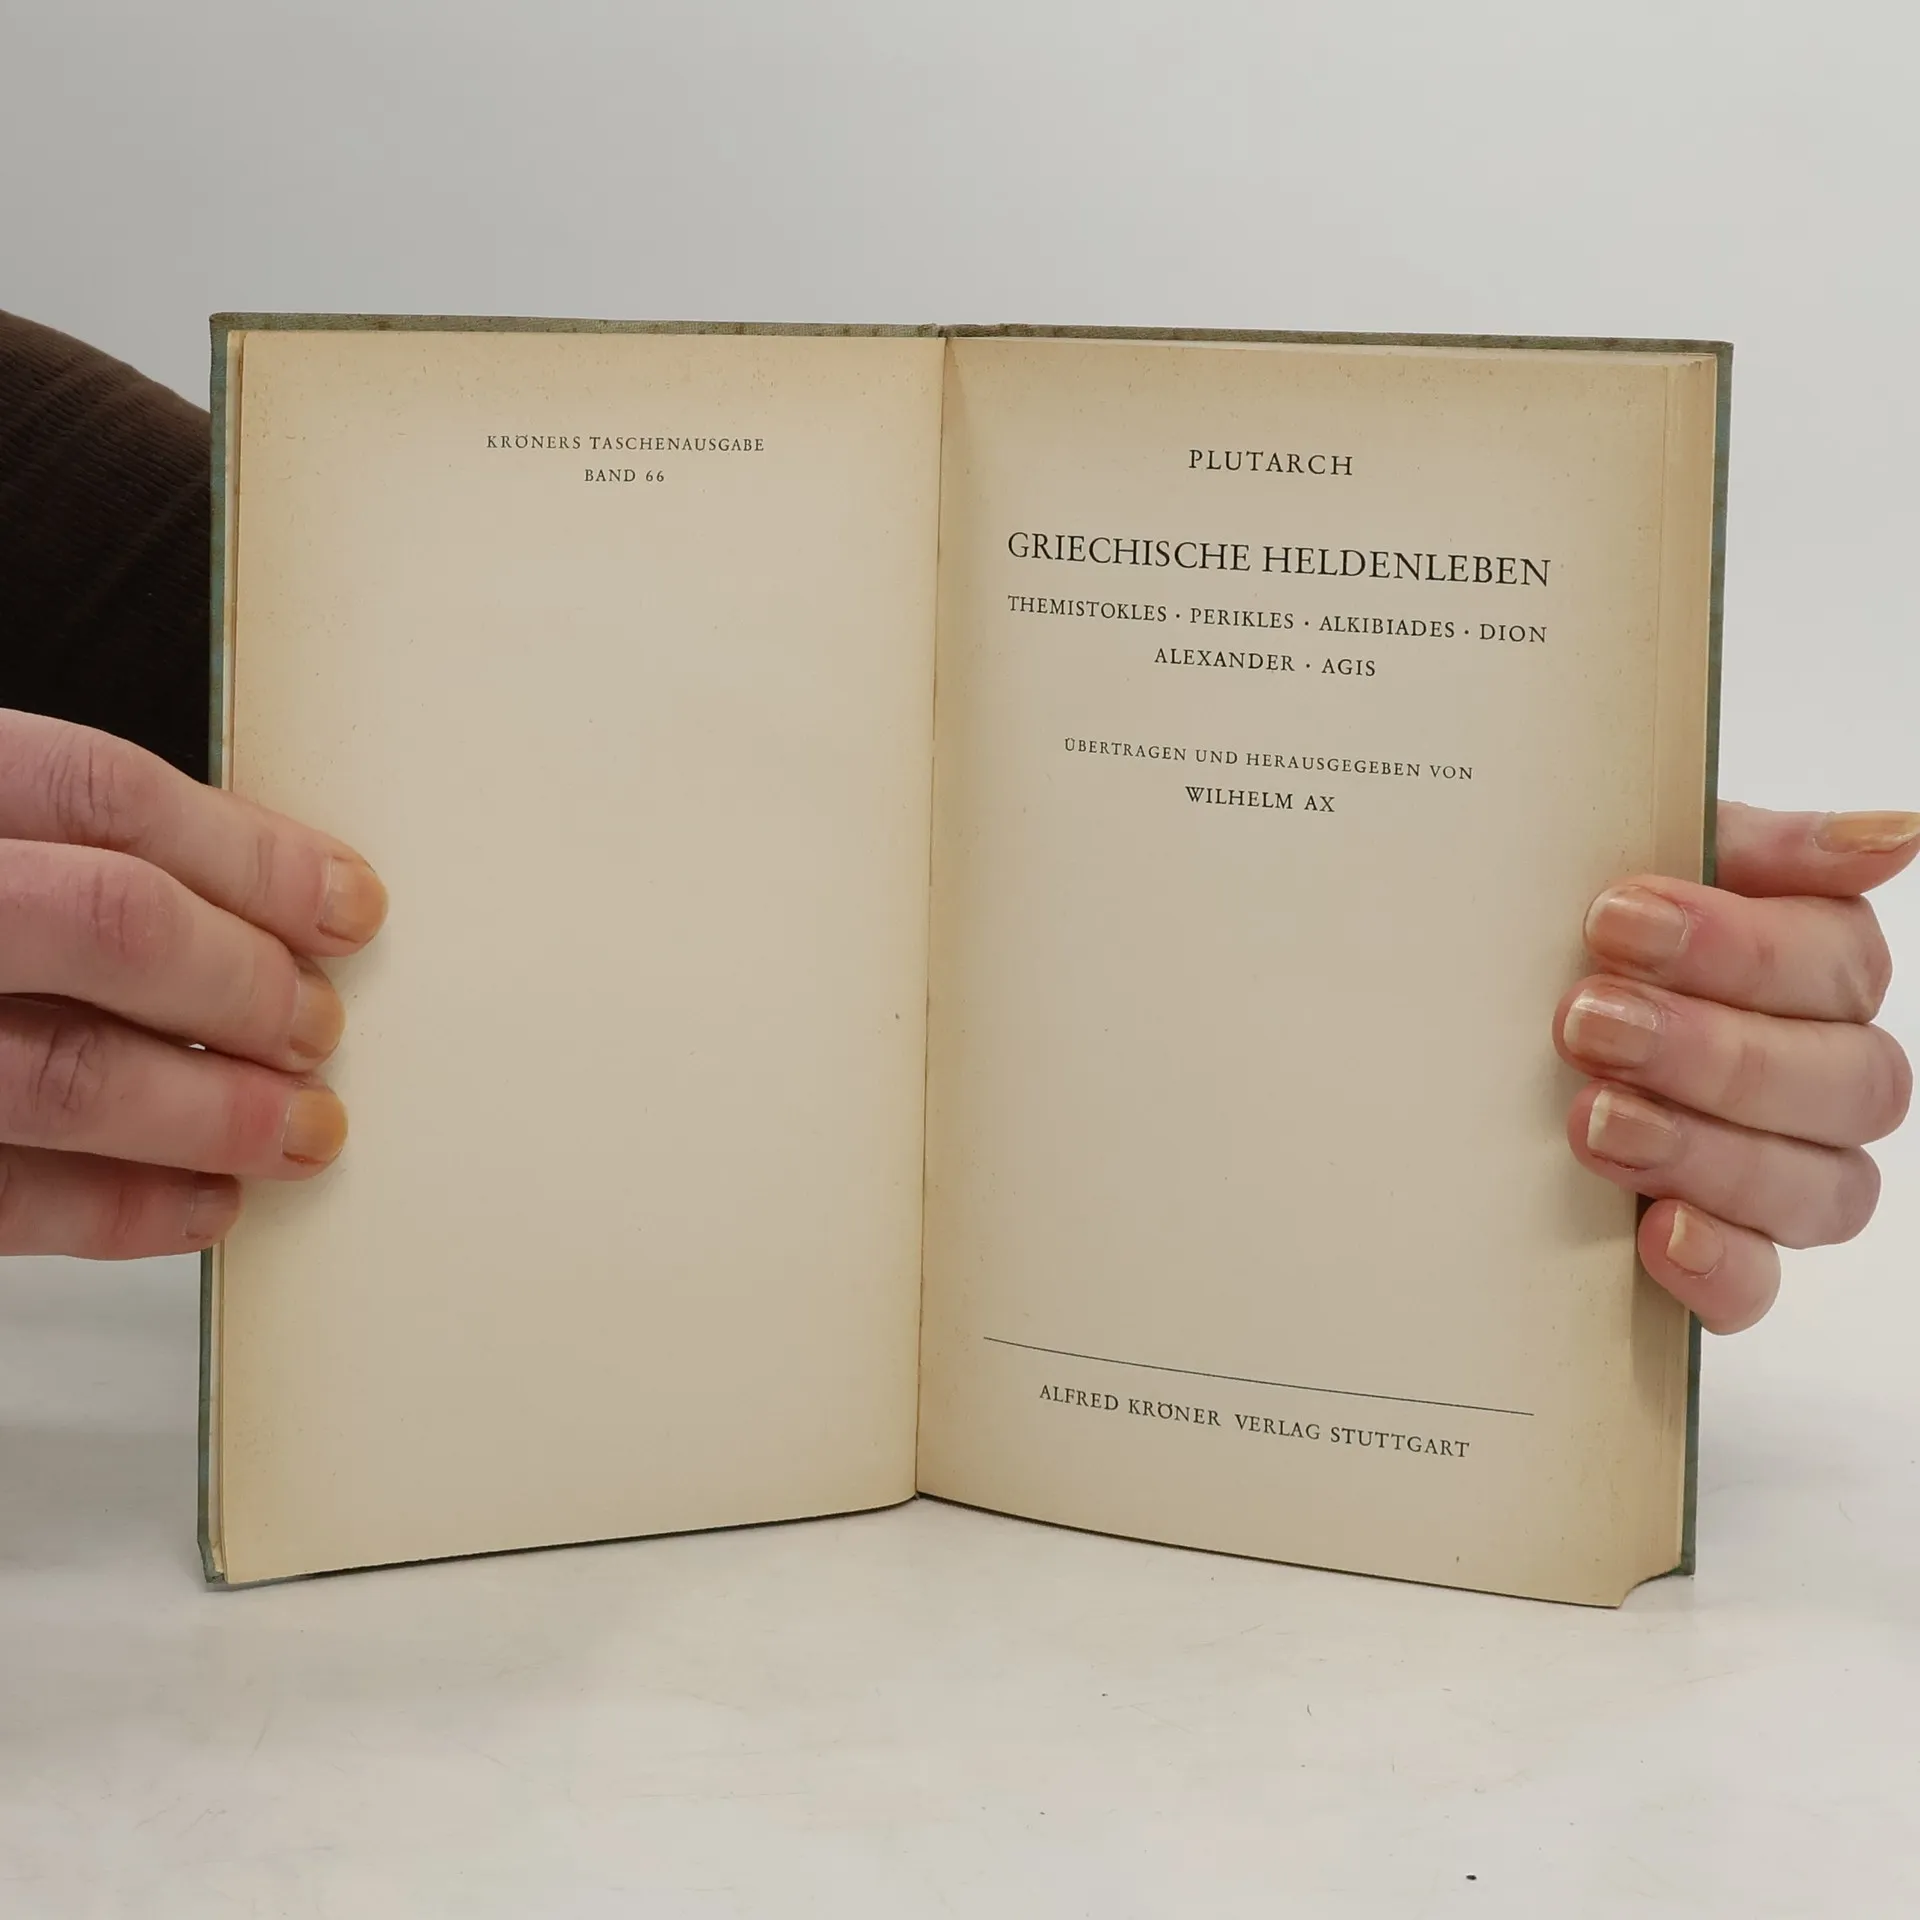 KRÖNERS TASCHENAUSGABE
BAND 66
PLUTARCH
GRIECHISCHE HELDENLEBEN
THEMISTOKLES · PERIKLES · ALKIBIADES · DION
ALEXANDER · AGIS
ÜBERTRAGEN UND HERAUSGEGEBEN VON
WILHELM AX
ALFRED KRÖNER VERLAG STUTTGART